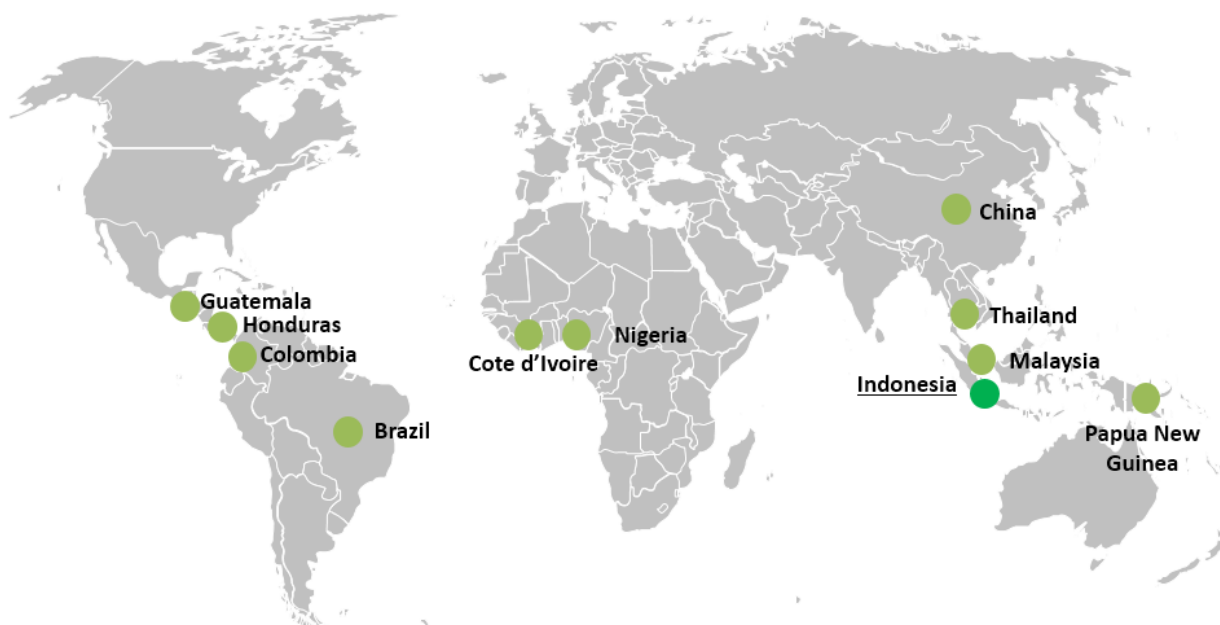 China
Guatemala
Honduras
Colombia
Cote d’Ivoire
Nigeria
Thailand
Malaysia
Indonesia
Brazil
Papua New
Guinea